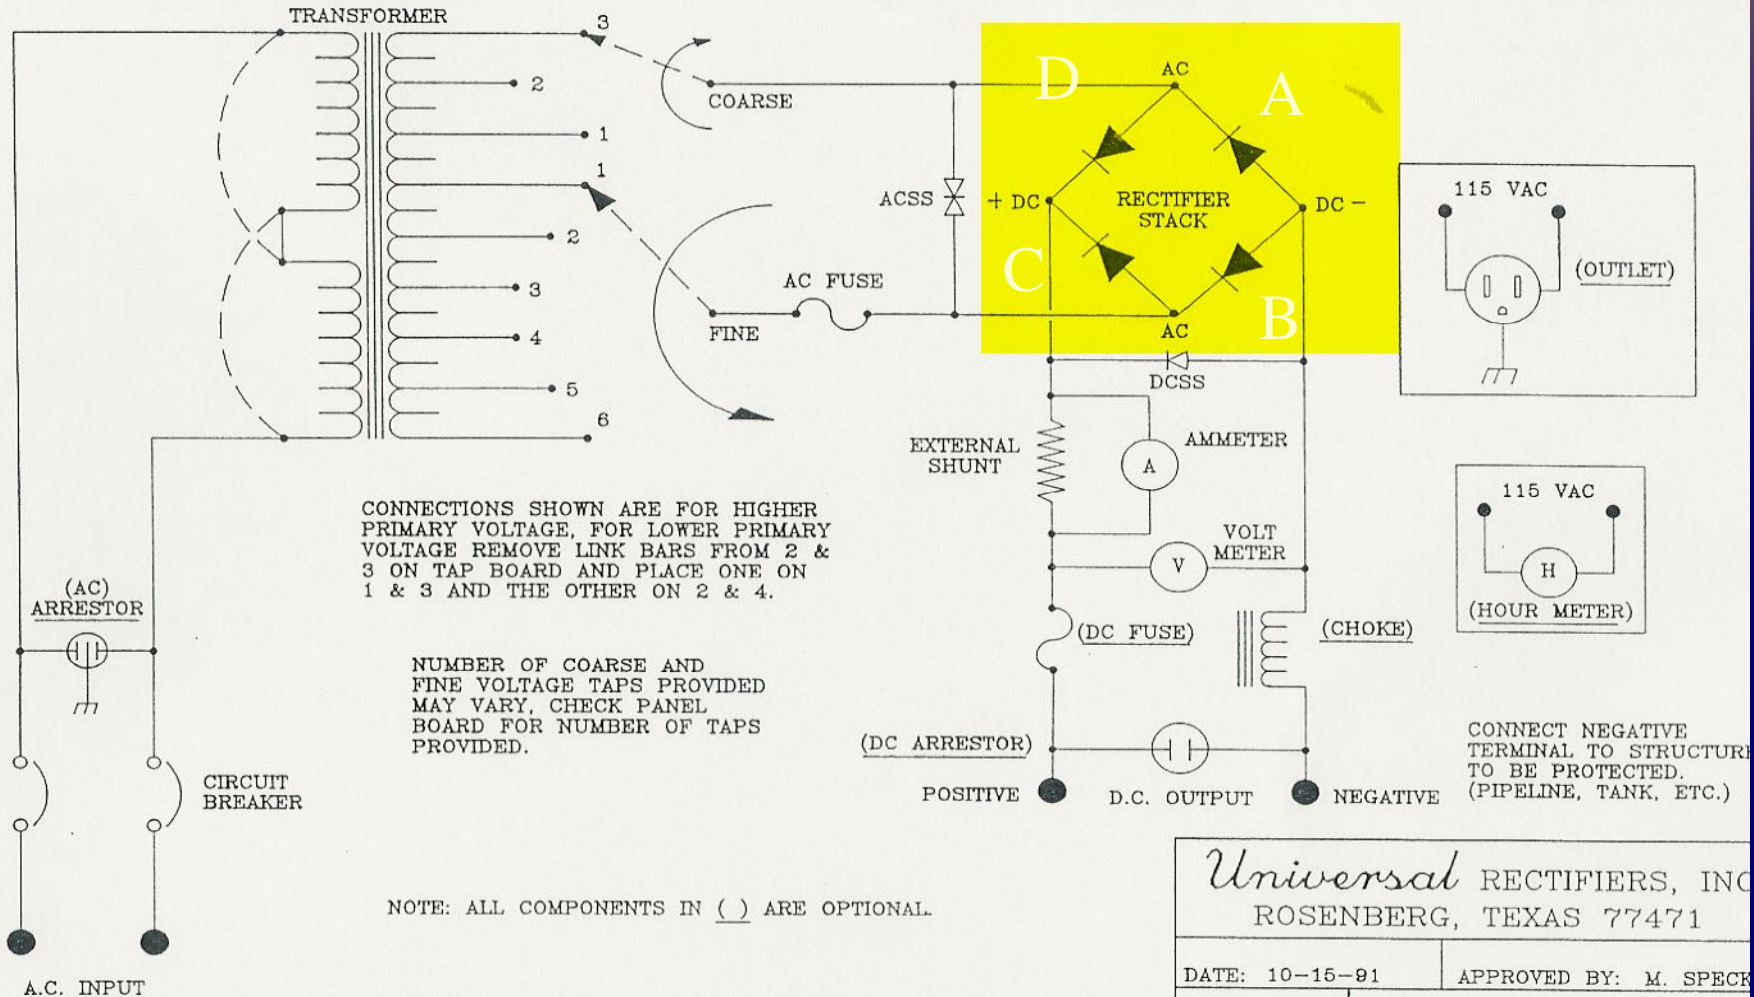 TRANSFORMER
3
2
1
1
2
3
4
5
6
COARSE
FINE
AC FUSE
ACSS
D
AC
A
+ DC
RECTIFIER
STACK
DC -
C
B
AC
DCSS
115 VAC
(OUTLET)
EXTERNAL
SHUNT
A
AMMETER
VOLT
METER
V
115 VAC
H
(HOUR METER)
CONNECTIONS SHOWN ARE FOR HIGHER
PRIMARY VOLTAGE, FOR LOWER PRIMARY
VOLTAGE REMOVE LINK BARS FROM 2 &
3 ON TAP BOARD AND PLACE ONE ON
1 & 3 AND THE OTHER ON 2 & 4.
(AC)
ARRESTOR
(DC FUSE)
(CHOKE)
NUMBER OF COARSE AND
FINE VOLTAGE TAPS PROVIDED
MAY VARY, CHECK PANEL
BOARD FOR NUMBER OF TAPS
PROVIDED.
(DC ARRESTOR)
CIRCUIT
BREAKER
POSITIVE
D.C. OUTPUT
NEGATIVE
CONNECT NEGATIVE
TERMINAL TO STRUCTURE
TO BE PROTECTED.
(PIPELINE, TANK, ETC.)
NOTE: ALL COMPONENTS IN ( ) ARE OPTIONAL.
Universal RECTIFIERS, INC
ROSENBERG, TEXAS 77471
DATE: 10-15-91
APPROVED BY: M. SPECK
A.C. INPUT